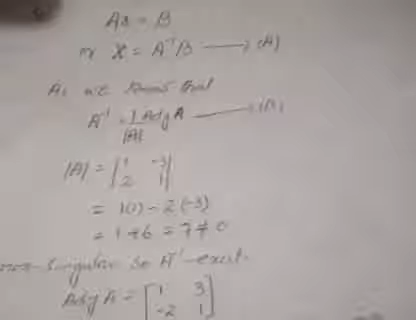 Ax = B
or X = A⁻¹B ⟶ (A)
As we know that
A⁻¹ = 1/|A| Adj A ⟶ (B)
|A| = |1 -3|
|2 1|
= 1(1) - 2(-3)
= 1+6 = 7 ≠ 0
non-singular so A⁻¹ exist.
Adj A = [1 3]
[-2 1]